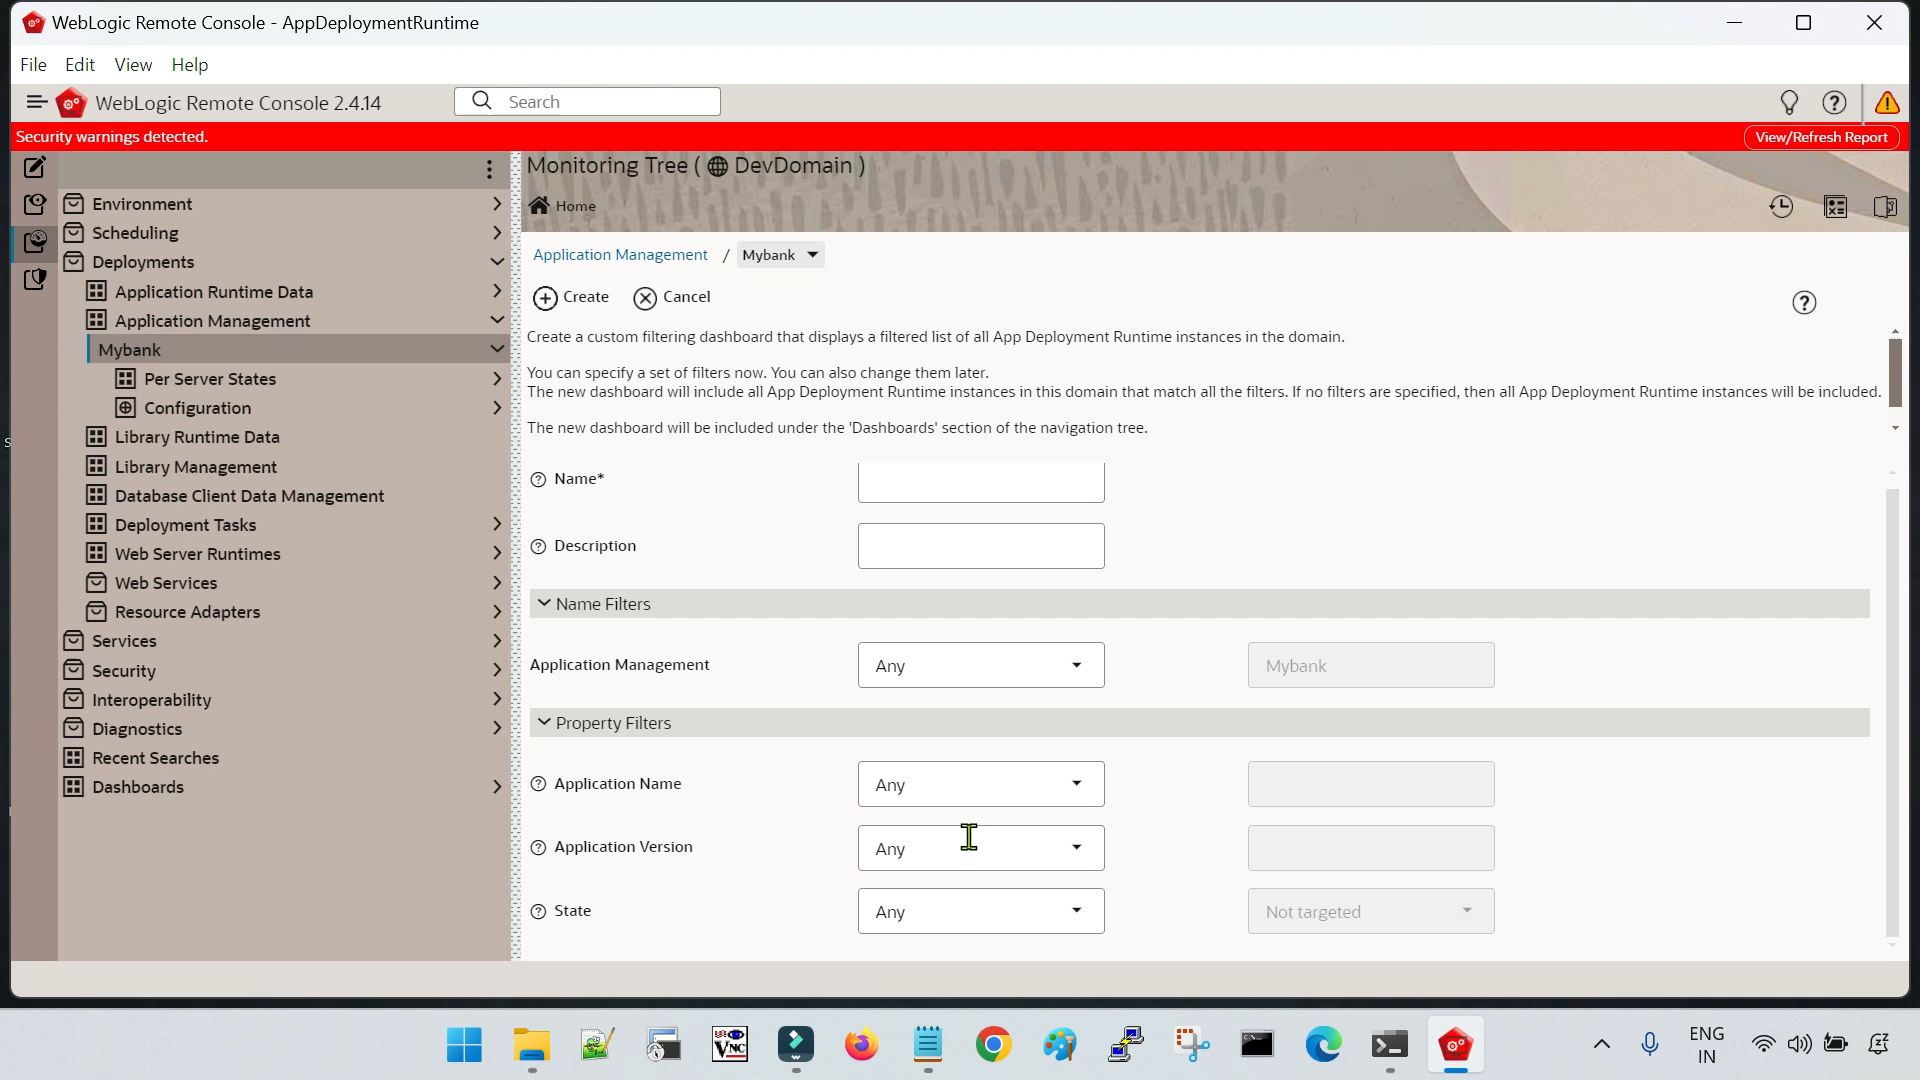 WebLogic Remote Console - AppDeploymentRuntime
File Edit View Help
WebLogic Remote Console 2.4.14
Search
Security warnings detected.
View/Refresh Report
Environment
Scheduling
Deployments
Application Runtime Data
Application Management
Mybank
Per Server States
Configuration
Library Runtime Data
Library Management
Database Client Data Management
Deployment Tasks
Web Server Runtimes
Web Services
Resource Adapters
Services
Security
Interoperability
Diagnostics
Recent Searches
Dashboards
Monitoring Tree ( DevDomain )
Home
Application Management / Mybank
Create Cancel
Create a custom filtering dashboard that displays a filtered list of all App Deployment Runtime instances in the domain.
You can specify a set of filters now. You can also change them later.
The new dashboard will include all App Deployment Runtime instances in this domain that match all the filters. If no filters are specified, then all App Deployment Runtime instances will be included.
The new dashboard will be included under the 'Dashboards' section of the navigation tree.
Name*
Description
Name Filters
Application Management Any Mybank
Property Filters
Application Name Any
Application Version Any
State Any Not targeted
VNC
ENG
IN